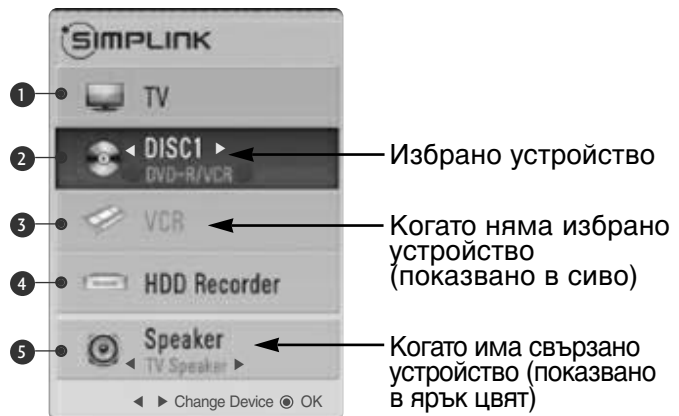 SIMPLINK
1 TV
2 ◄ DISC1 ► Избрано устройство
DVD-R/VCR
3 VCR Когато няма избрано
устройство
(показвано в сиво)
4 HDD Recorder
5 Speaker Когато има свързано
◄ TV Speaker ► устройство (показвано
в ярък цвят)
◄ ► Change Device ◉ OK